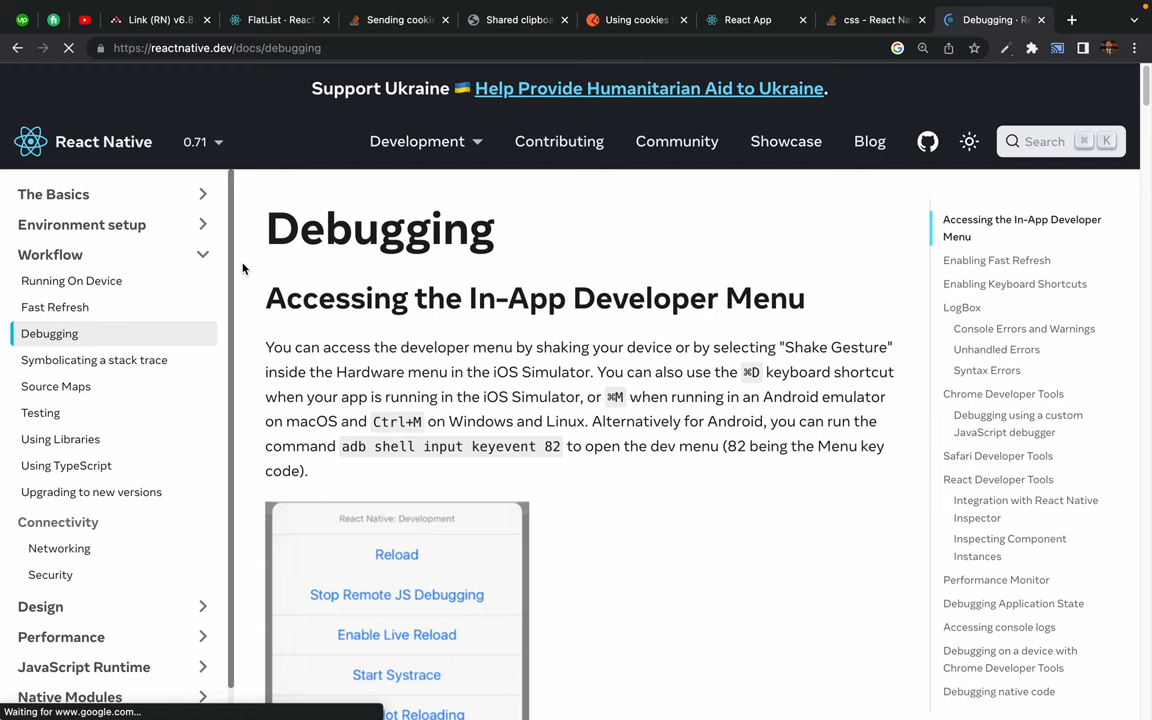 Link (RN) v6.8
FlatList · React
Sending cookie
Shared clipboa
Using cookies
React App
css - React Na
Debugging · R
https://reactnative.dev/docs/debugging
Support Ukraine 🇺🇦 Help Provide Humanitarian Aid to Ukraine.
React Native
0.71
Development
Contributing
Community
Showcase
Blog
Search ⌘ K
The Basics
Environment setup
Workflow
Running On Device
Fast Refresh
Debugging
Symbolicating a stack trace
Source Maps
Testing
Using Libraries
Using TypeScript
Upgrading to new versions
Connectivity
Networking
Security
Design
Performance
JavaScript Runtime
Native Modules
Waiting for www.google.com...
Debugging
Accessing the In-App Developer Menu
You can access the developer menu by shaking your device or by selecting "Shake Gesture"
inside the Hardware menu in the iOS Simulator. You can also use the ⌘D keyboard shortcut
when your app is running in the iOS Simulator, or ⌘M when running in an Android emulator
on macOS and Ctrl+M on Windows and Linux. Alternatively for Android, you can run the
command adb shell input keyevent 82 to open the dev menu (82 being the Menu key
code).
React Native: Development
Reload
Stop Remote JS Debugging
Enable Live Reload
Start Systrace
ot Reloading
Accessing the In-App Developer
Menu
Enabling Fast Refresh
Enabling Keyboard Shortcuts
LogBox
Console Errors and Warnings
Unhandled Errors
Syntax Errors
Chrome Developer Tools
Debugging using a custom
JavaScript debugger
Safari Developer Tools
React Developer Tools
Integration with React Native
Inspector
Inspecting Component
Instances
Performance Monitor
Debugging Application State
Accessing console logs
Debugging on a device with
Chrome Developer Tools
Debugging native code